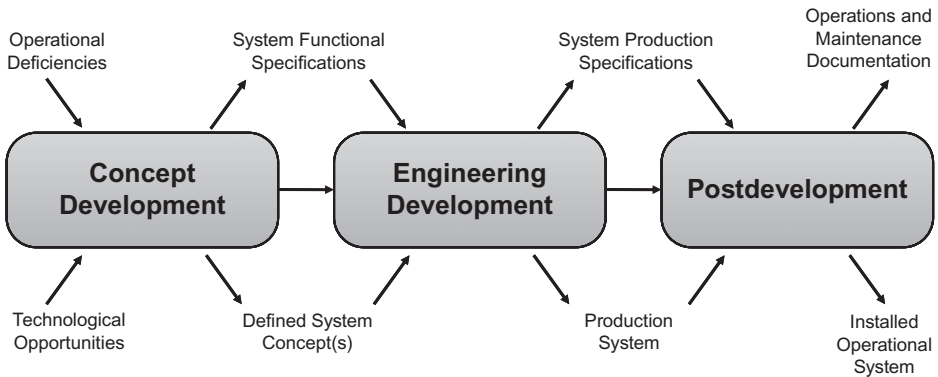 Operational
Deficiencies
System Functional
Specifications
System Production
Specifications
Operations and
Maintenance
Documentation
Concept
Development
Engineering
Development
Postdevelopment
Technological
Opportunities
Defined System
Concept(s)
Production
System
Installed
Operational
System